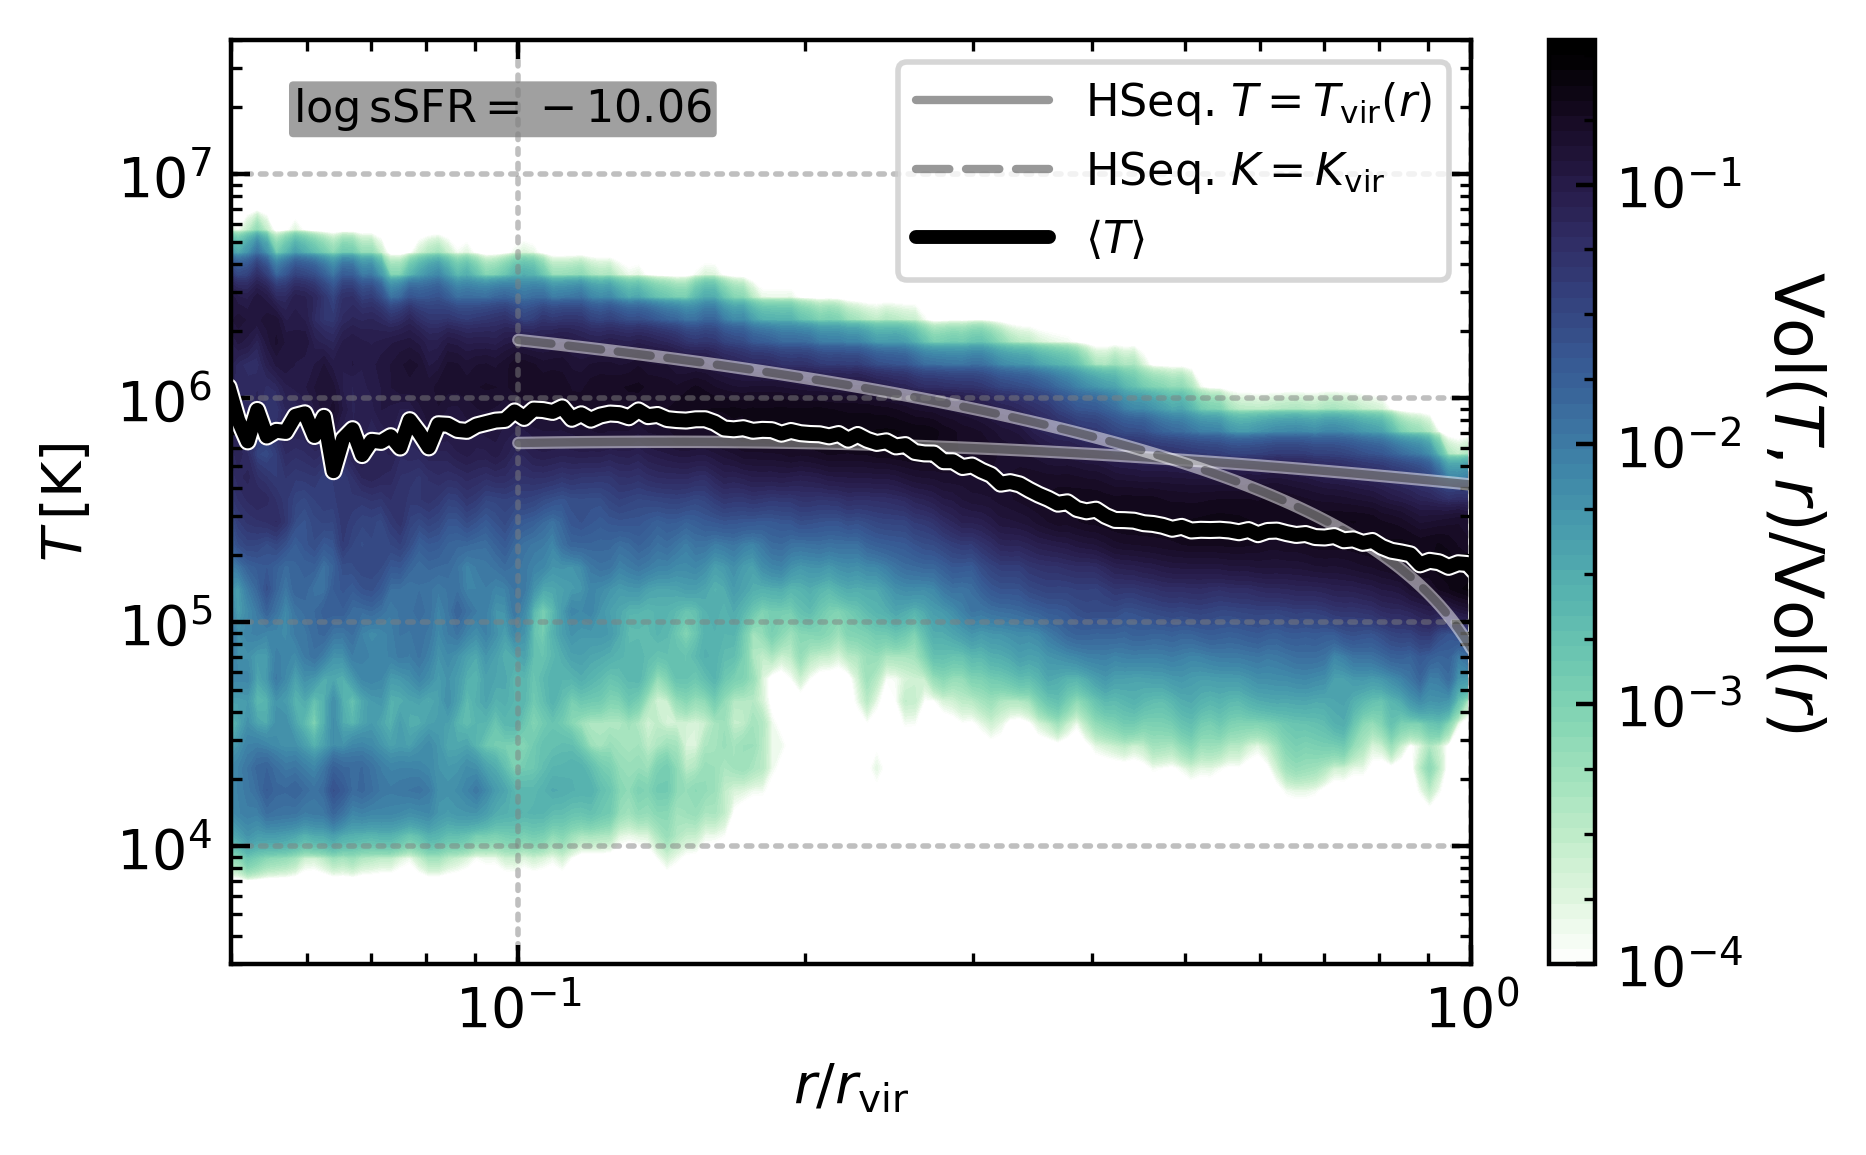 log sSFR = −10.06
HSeq. T = T_vir(r)
HSeq. K = K_vir
⟨T⟩
10^7
10^6
10^5
10^4
T [K]
10^−1
10^0
r/r_vir
10^−1
10^−2
10^−3
10^−4
Vol(T, r)/Vol(r)